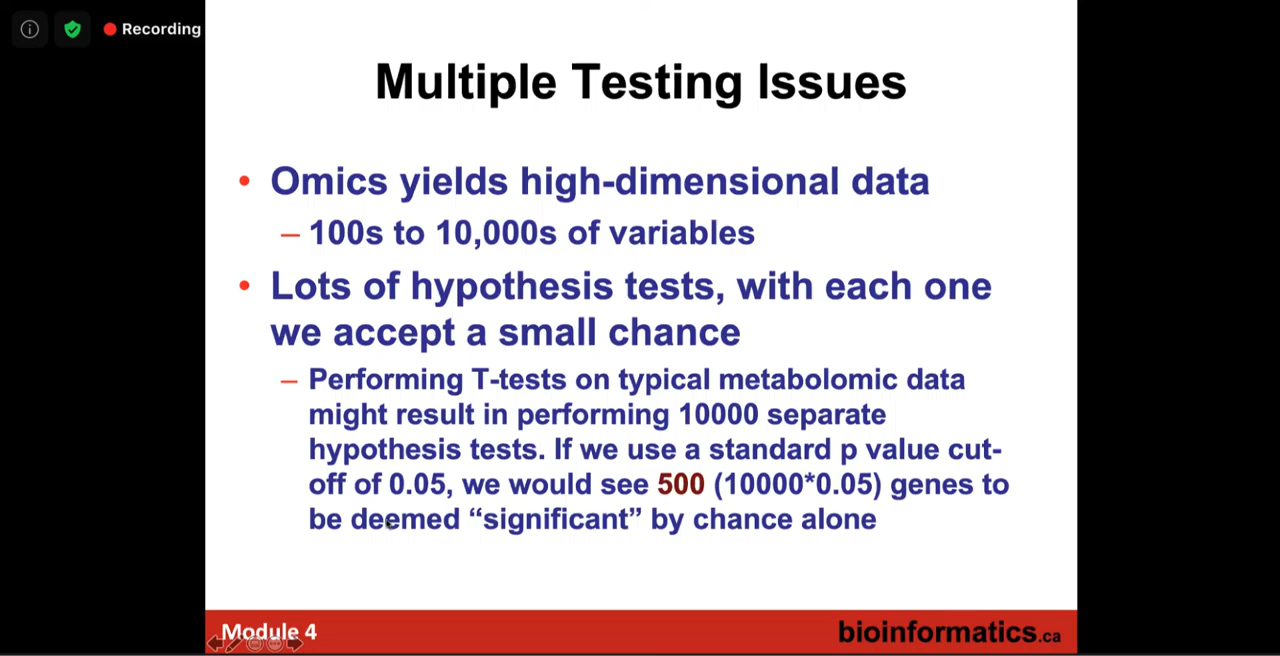 Recording
Multiple Testing Issues
• Omics yields high-dimensional data
– 100s to 10,000s of variables
• Lots of hypothesis tests, with each one
we accept a small chance
– Performing T-tests on typical metabolomic data
might result in performing 10000 separate
hypothesis tests. If we use a standard p value cut-
off of 0.05, we would see 500 (10000*0.05) genes to
be deemed “significant” by chance alone
Module 4
bioinformatics.ca